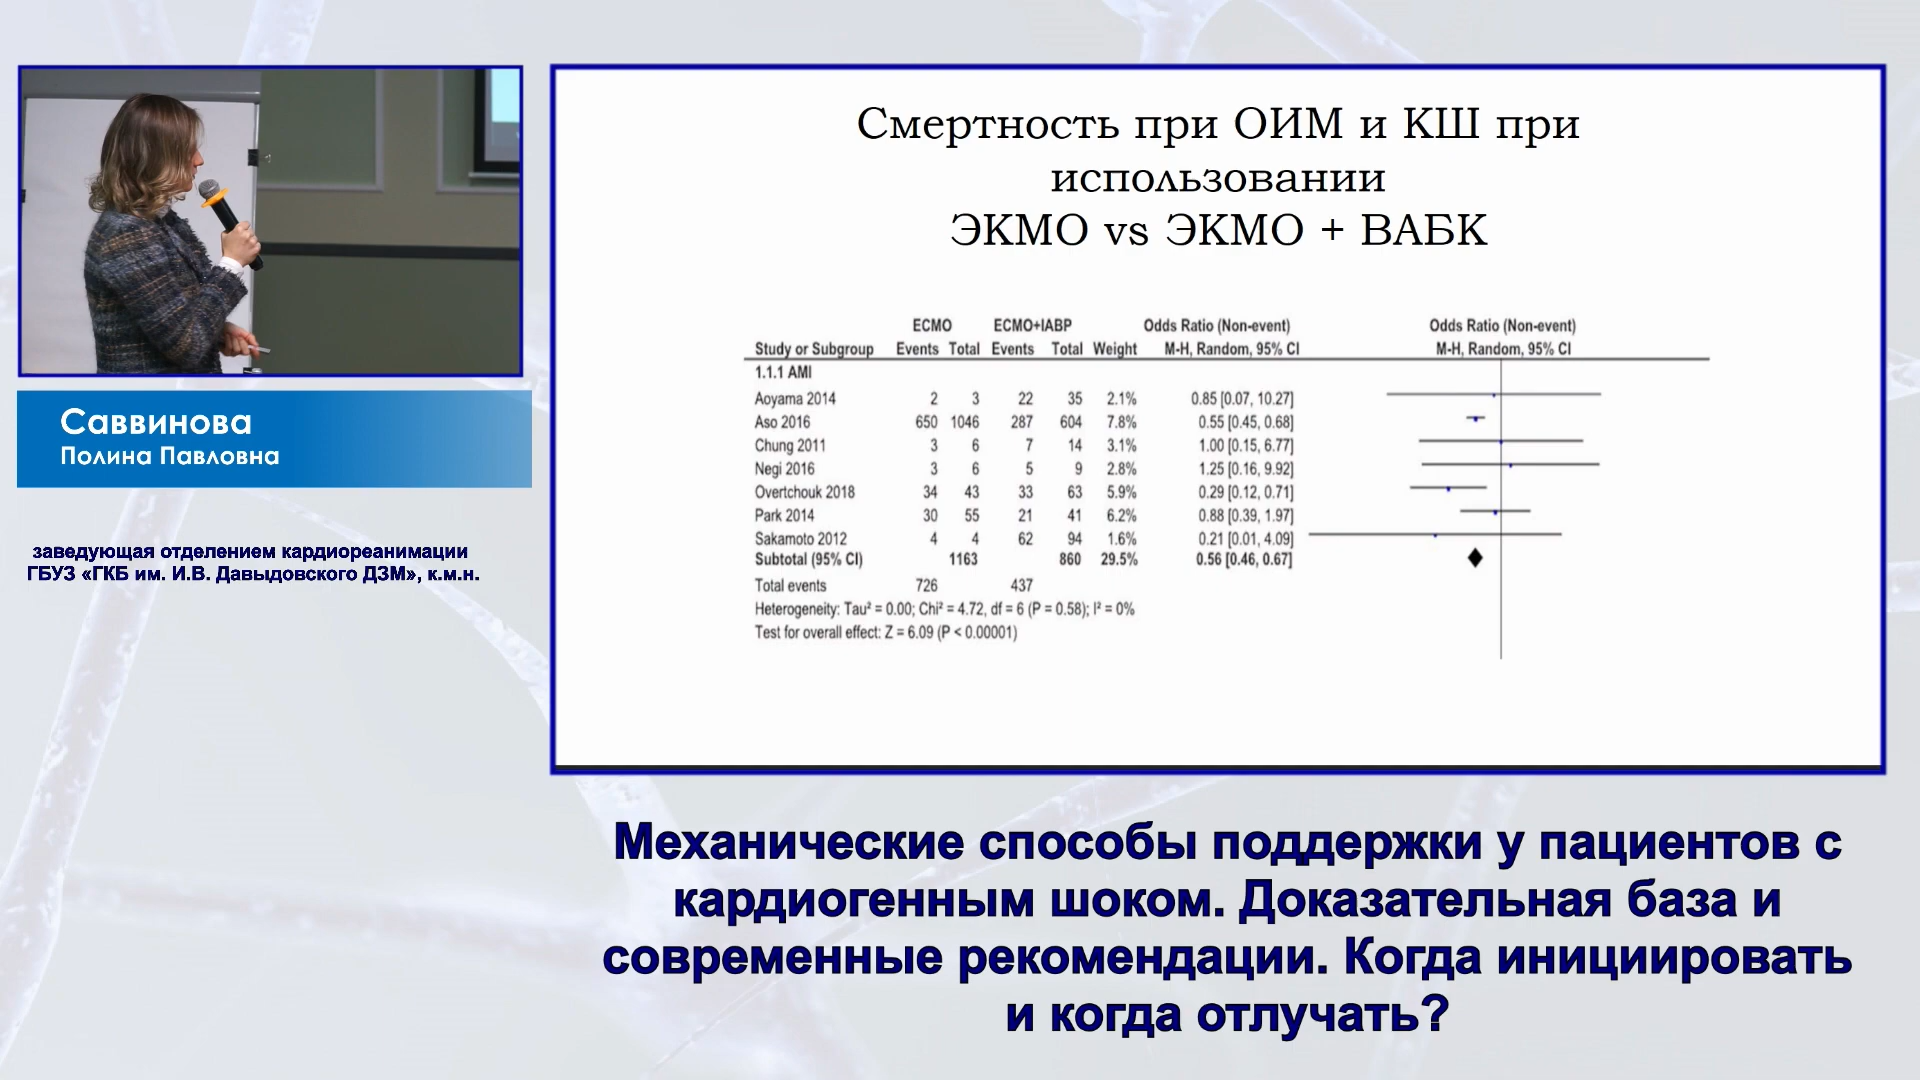 Саввинова
Полина Павловна
заведующая отделением кардиореанимации
ГБУЗ «ГКБ им. И.В. Давыдовского ДЗМ», к.м.н.
Смертность при ОИМ и КШ при
использовании
ЭКМО vs ЭКМО + ВАБК
ECMO ECMO+IABP Odds Ratio (Non-event) Odds Ratio (Non-event)
Study or Subgroup Events Total Events Total Weight M-H, Random, 95% CI M-H, Random, 95% CI
1.1.1 AMI
Aoyama 2014 2 3 22 35 2.1% 0.85 [0.07, 10.27]
Aso 2016 650 1046 287 604 7.8% 0.55 [0.45, 0.68]
Chung 2011 3 6 7 14 3.1% 1.00 [0.15, 6.77]
Negi 2016 3 6 5 9 2.8% 1.25 [0.16, 9.92]
Overtchouk 2018 34 43 33 63 5.9% 0.29 [0.12, 0.71]
Park 2014 30 55 21 41 6.2% 0.88 [0.39, 1.97]
Sakamoto 2012 4 4 62 94 1.6% 0.21 [0.01, 4.09]
Subtotal (95% CI) 1163 860 29.5% 0.56 [0.46, 0.67]
Total events 726 437
Heterogeneity: Tau² = 0.00; Chi² = 4.72, df = 6 (P = 0.58); I² = 0%
Test for overall effect: Z = 6.09 (P < 0.00001)
Механические способы поддержки у пациентов с
кардиогенным шоком. Доказательная база и
современные рекомендации. Когда инициировать
и когда отлучать?